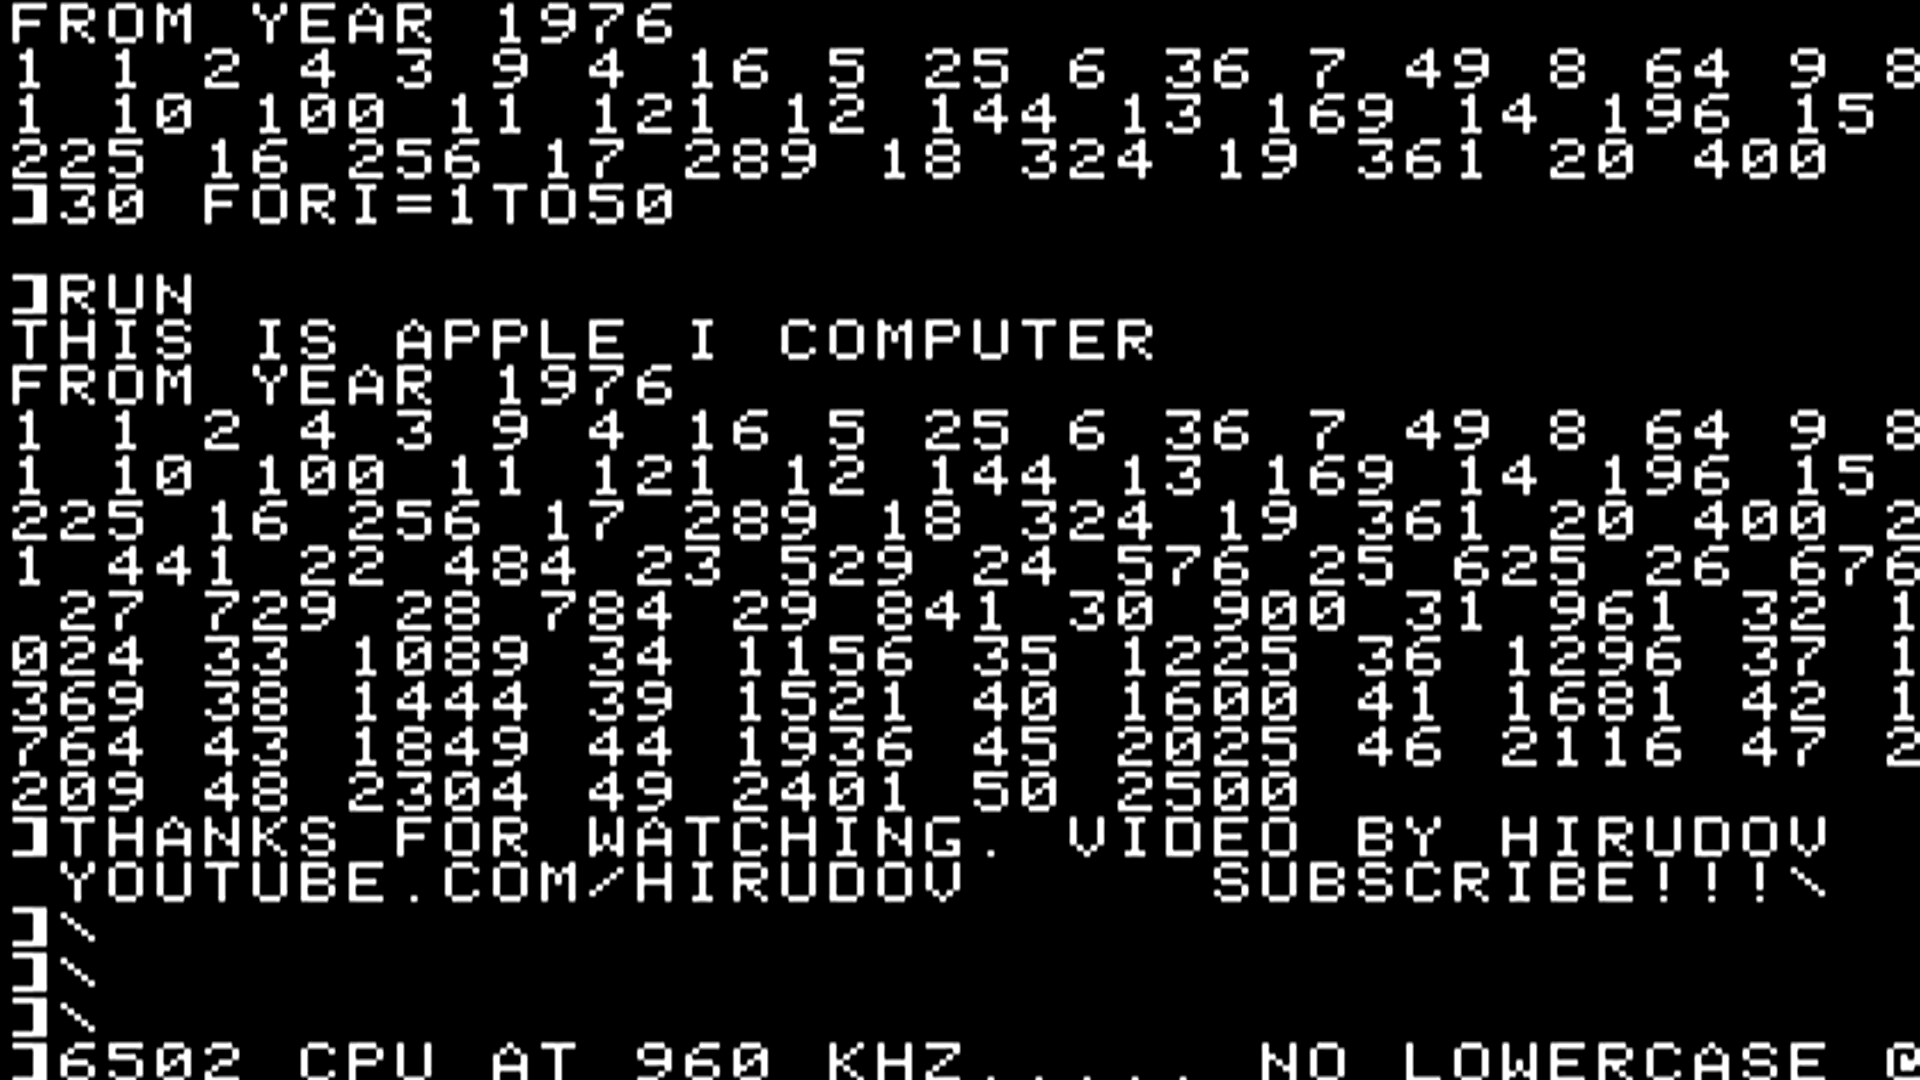 FROM YEAR 1976
1 1 2 4 3 9 4 16 5 25 6 36 7 49 8 64 9 8
1 10 100 11 121 12 144 13 169 14 196 15
225 16 256 17 289 18 324 19 361 20 400
]30 FORI=1TO50
]RUN
THIS IS APPLE I COMPUTER
FROM YEAR 1976
1 1 2 4 3 9 4 16 5 25 6 36 7 49 8 64 9 8
1 10 100 11 121 12 144 13 169 14 196 15
225 16 256 17 289 18 324 19 361 20 400 2
1 441 22 484 23 529 24 576 25 625 26 676
27 729 28 784 29 841 30 900 31 961 32 1
024 33 1089 34 1156 35 1225 36 1296 37 1
369 38 1444 39 1521 40 1600 41 1681 42 1
764 43 1849 44 1936 45 2025 46 2116 47 2
209 48 2304 49 2401 50 2500
]THANKS FOR WATCHING. VIDEO BY HIRUDOV
YOUTUBE.COM/HIRUDOV SUBSCRIBE!!!\
]\
]\
]\
]6502 CPU AT 960 KHZ..... NO LOWERCASE @